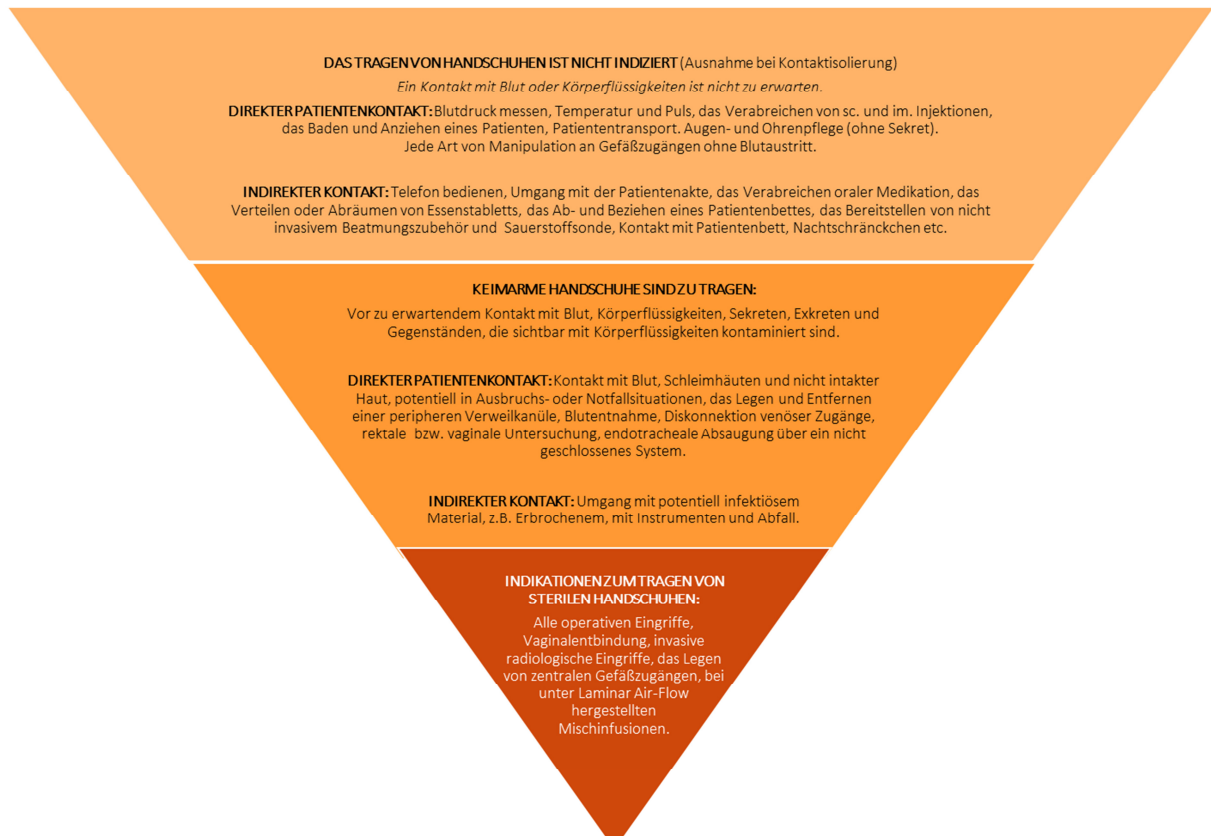 DAS TRAGEN VON HANDSCHUHEN IST NICHT INDIZIERT (Ausnahme bei Kontaktisolierung)
Ein Kontakt mit Blut oder Körperflüssigkeiten ist nicht zu erwarten.
DIREKTER PATIENTENKONTAKT: Blutdruck messen, Temperatur und Puls, das Verabreichen von sc. und im. Injektionen,
das Baden und Anziehen eines Patienten, Patiententransport. Augen- und Ohrenpflege (ohne Sekret).
Jede Art von Manipulation an Gefäßzugängen ohne Blutaustritt.
INDIREKTER KONTAKT: Telefon bedienen, Umgang mit der Patientenakte, das Verabreichen oraler Medikation, das
Verteilen oder Abräumen von Essenstabletts, das Ab- und Beziehen eines Patientenbettes, das Bereitstellen von nicht
invasivem Beatmungszubehör und Sauerstoffsonde, Kontakt mit Patientenbett, Nachtschränckchen etc.
KEIMARME HANDSCHUHE SIND ZU TRAGEN:
Vor zu erwartendem Kontakt mit Blut, Körperflüssigkeiten, Sekreten, Exkreten und
Gegenständen, die sichtbar mit Körperflüssigkeiten kontaminiert sind.
DIREKTER PATIENTENKONTAKT: Kontakt mit Blut, Schleimhäuten und nicht intakter
Haut, potentiell in Ausbruchs- oder Notfallsituationen, das Legen und Entfernen
einer peripheren Verweilkanüle, Blutentnahme, Diskonnektion venöser Zugänge,
rektale bzw. vaginale Untersuchung, endotracheale Absaugung über ein nicht
geschlossenes System.
INDIREKTER KONTAKT: Umgang mit potentiell infektiösem
Material, z.B. Erbrochenem, mit Instrumenten und Abfall.
INDIKATIONEN ZUM TRAGEN VON
STERILEN HANDSCHUHEN:
Alle operativen Eingriffe,
Vaginalentbindung, invasive
radiologische Eingriffe, das Legen
von zentralen Gefäßzugängen, bei
unter Laminar Air-Flow
hergestellten
Mischinfusionen.